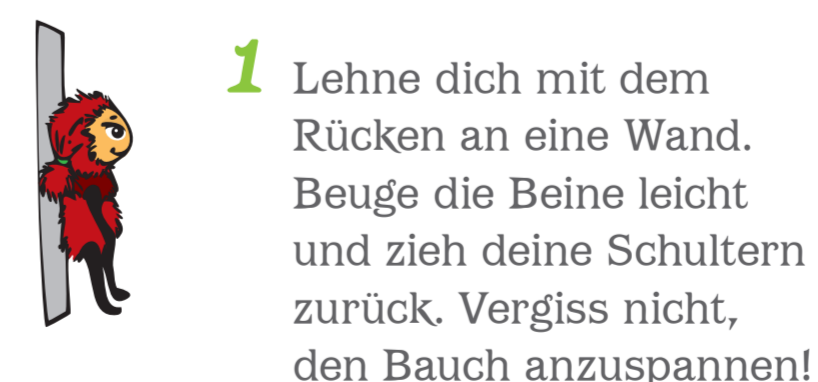 1 Lehne dich mit dem
Rücken an eine Wand.
Beuge die Beine leicht
und zieh deine Schultern
zurück. Vergiss nicht,
den Bauch anzuspannen!